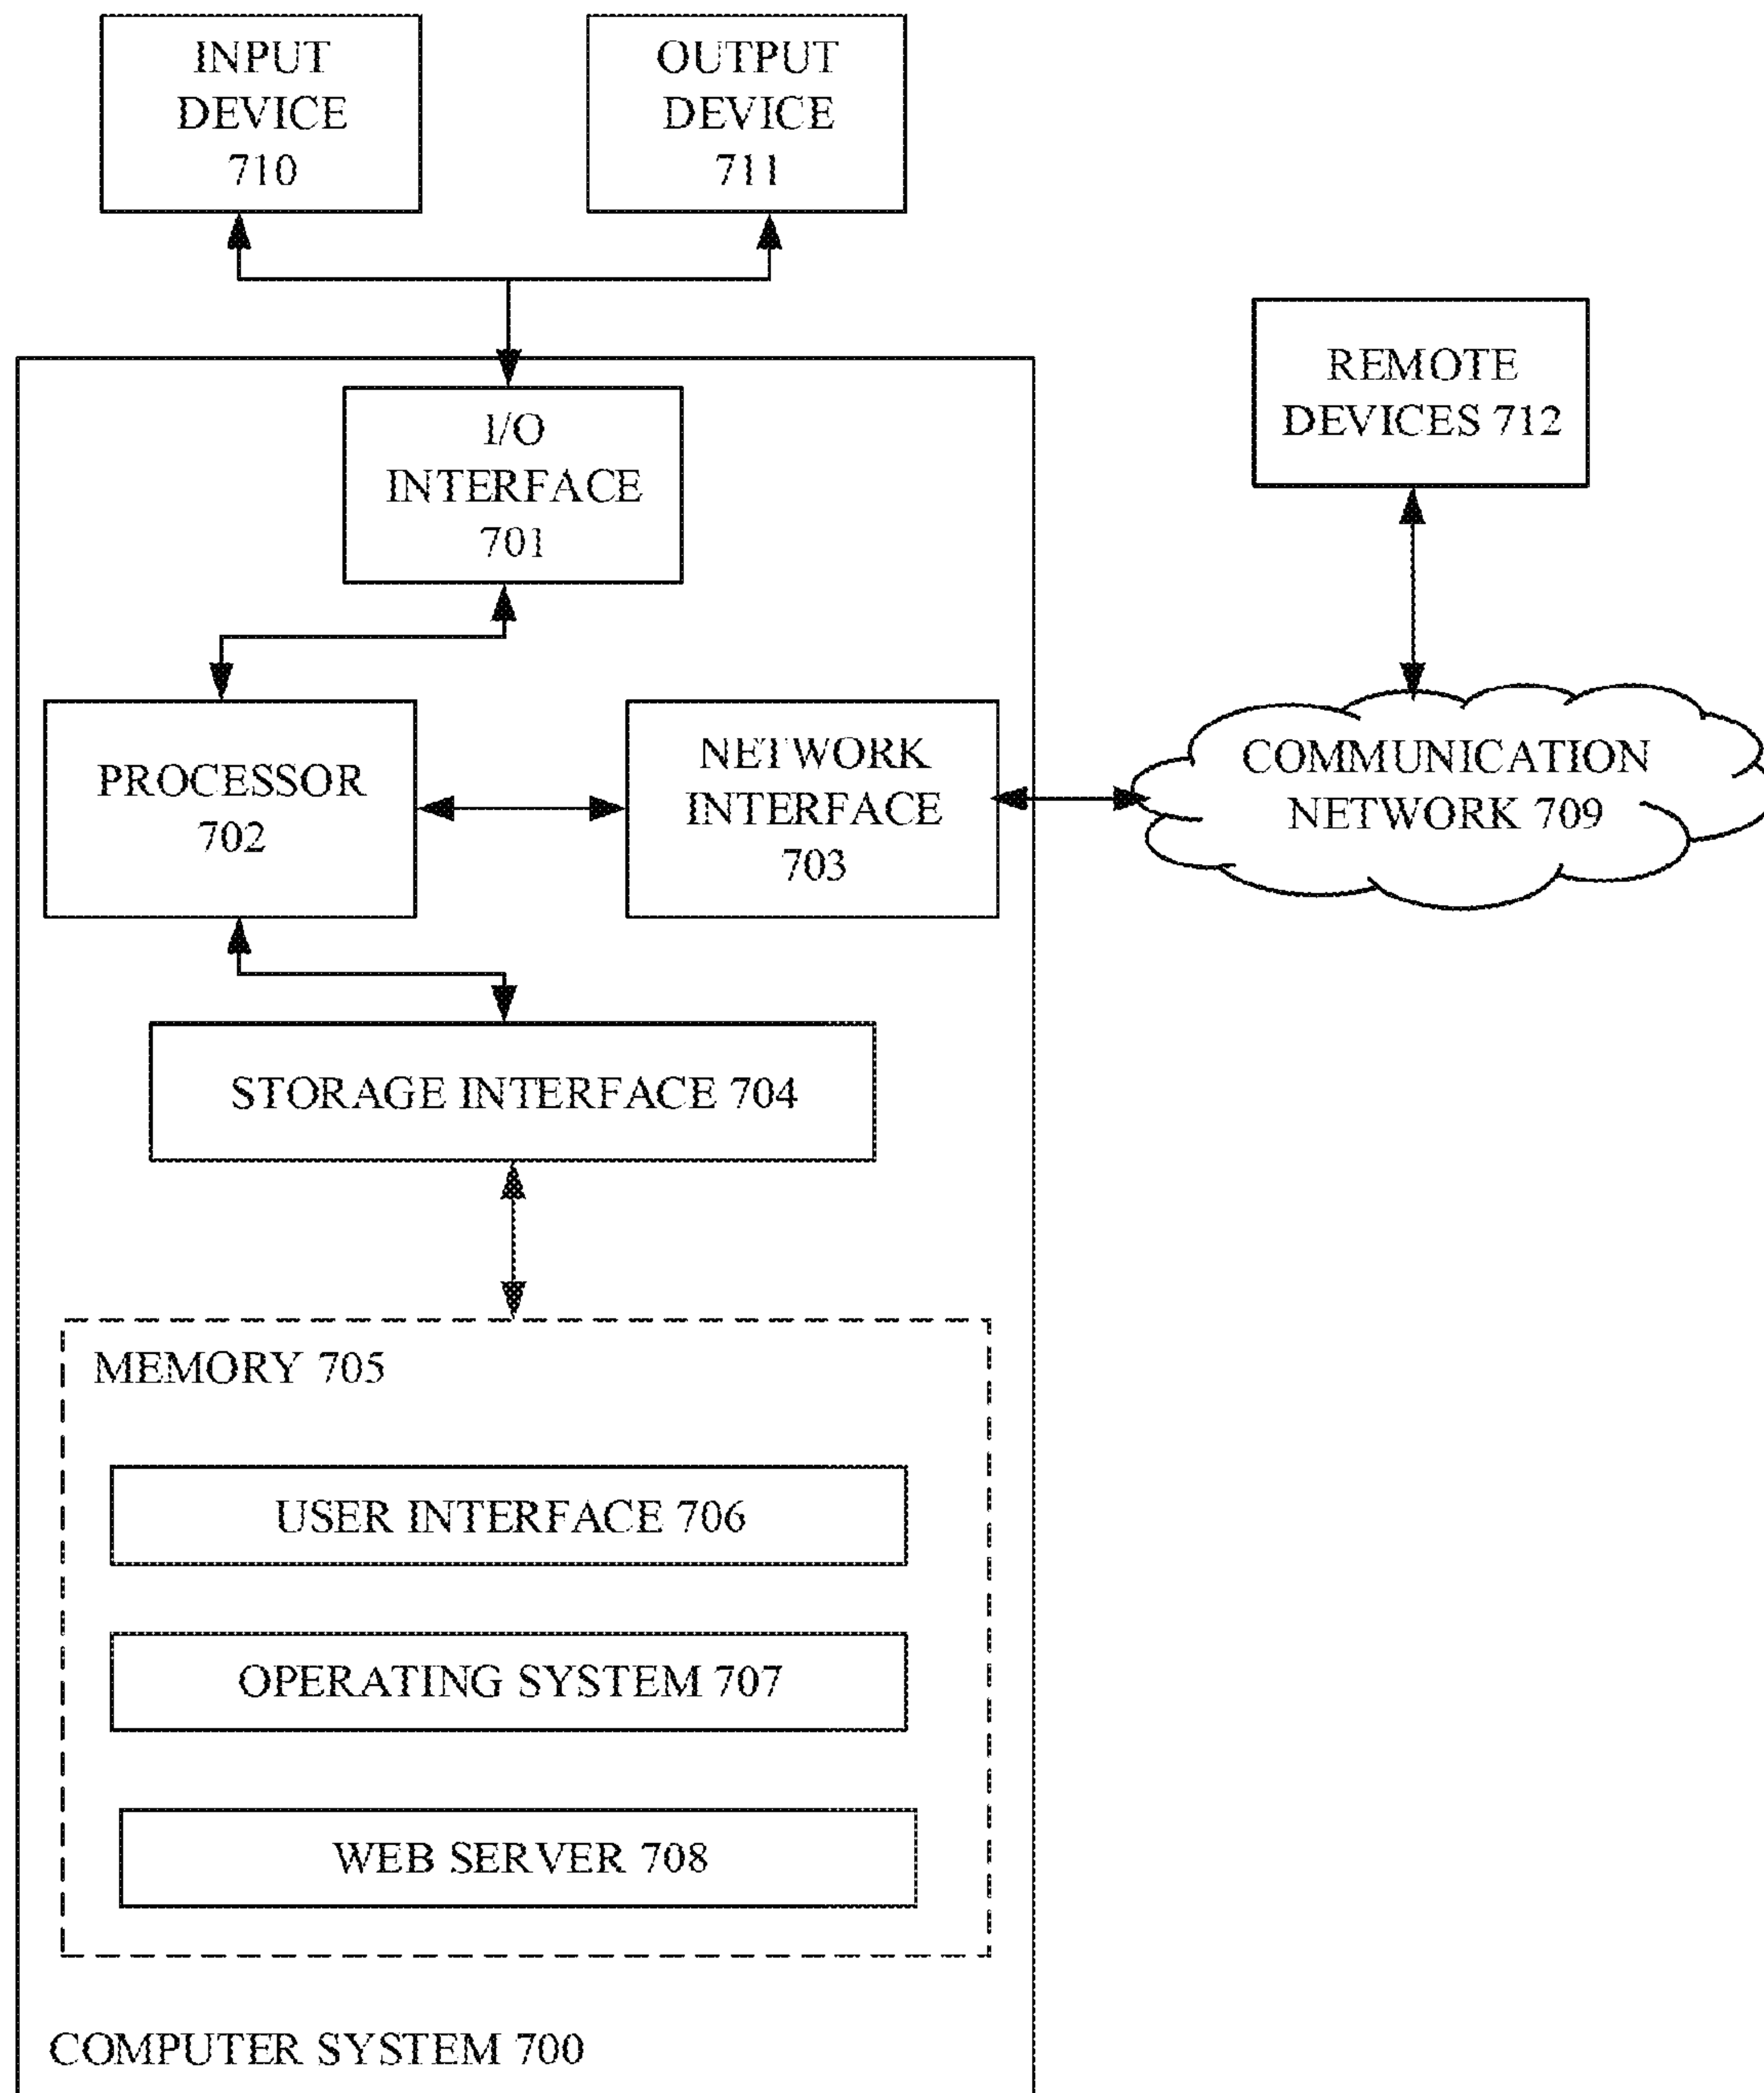 INPUT
DEVICE
710
OUTPUT
DEVICE
711
I/O
INTERFACE
701
REMOTE
DEVICES 712
PROCESSOR
702
NETWORK
INTERFACE
703
COMMUNICATION
NETWORK 709
STORAGE INTERFACE 704
MEMORY 705
USER INTERFACE 706
OPERATING SYSTEM 707
WEB SERVER 708
COMPUTER SYSTEM 700